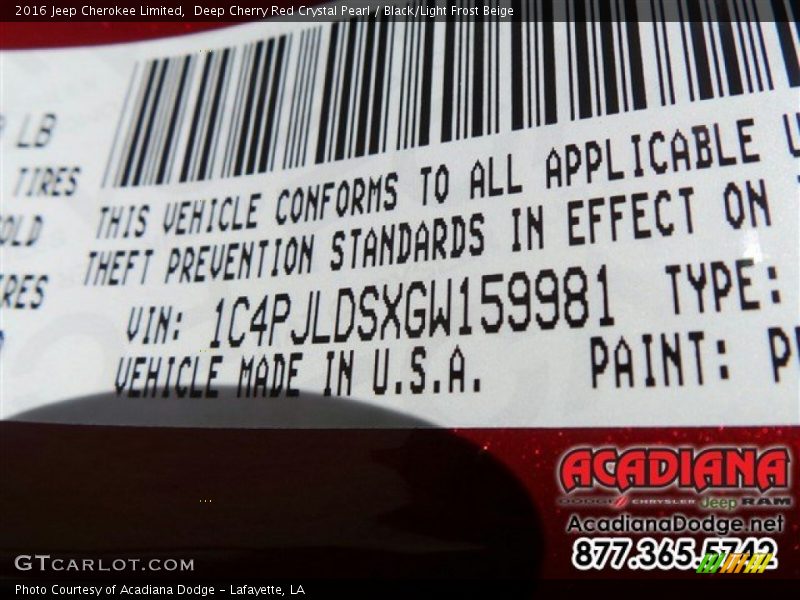 2016 Jeep Cherokee Limited,  Deep Cherry Red Crystal Pearl / Black/Light Frost Beige
LB
TIRES
THIS VEHICLE CONFORMS TO ALL APPLICABLE
THEFT PREVENTION STANDARDS IN EFFECT ON
VIN: 1C4PJLDSXGW159981 TYPE:
VEHICLE MADE IN U.S.A. PAINT:
ACADIANA
DODGE CHRYSLER Jeep RAM
AcadianaDodge.net
877.365.5742
GTCARLOT.COM
Photo Courtesy of Acadiana Dodge - Lafayette, LA